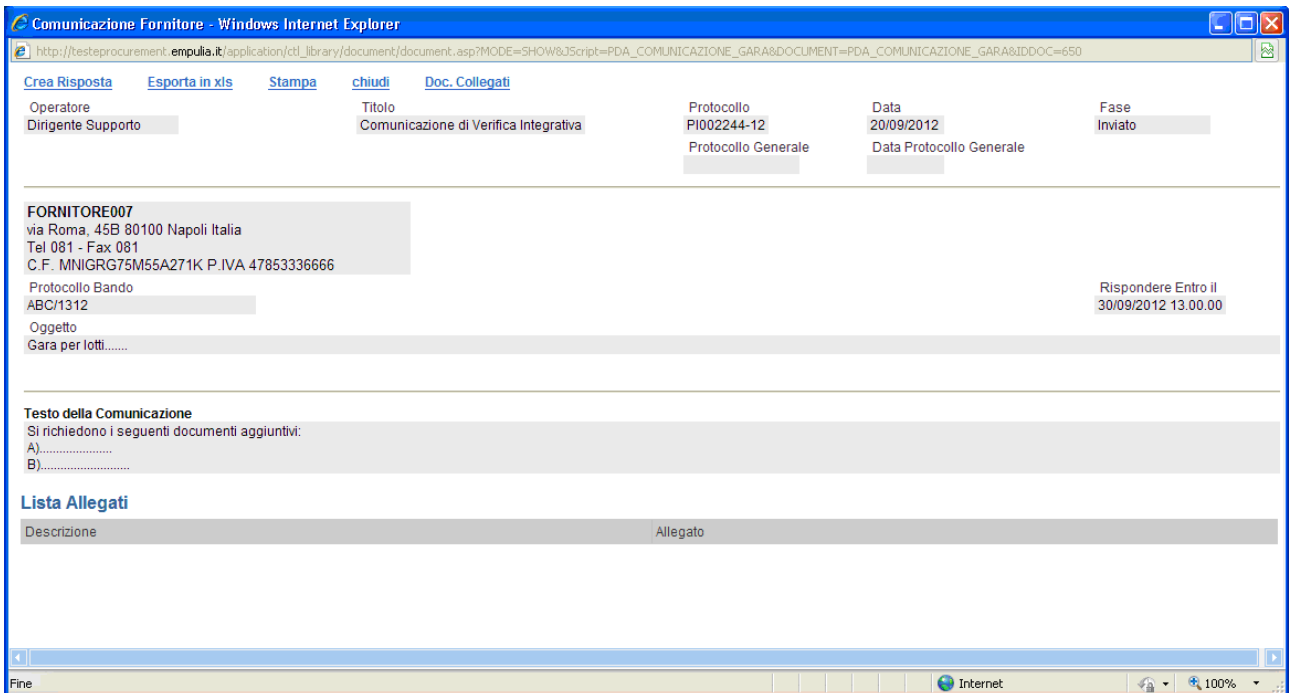 Comunicazione Fornitore - Windows Internet Explorer
http://testeprocurement.empulia.it/application/ctl_library/document/document.asp?MODE=SHOW&JScript=PDA_COMUNICAZIONE_GARA&DOCUMENT=PDA_COMUNICAZIONE_GARA&IDDOC=650
Crea Risposta Esporta in xls Stampa chiudi Doc. Collegati
Operatore Titolo Protocollo Data Fase
Dirigente Supporto Comunicazione di Verifica Integrativa PI002244-12 20/09/2012 Inviato
Protocollo Generale Data Protocollo Generale
FORNITORE007
via Roma, 45B 80100 Napoli Italia
Tel 081 - Fax 081
C.F. MNIGRG75M55A271K P.IVA 47853336666
Protocollo Bando Rispondere Entro il
ABC/1312 30/09/2012 13.00.00
Oggetto
Gara per lotti.......
Testo della Comunicazione
Si richiedono i seguenti documenti aggiuntivi:
A)......................
B)...........................
Lista Allegati
Descrizione Allegato
Fine Internet 100%